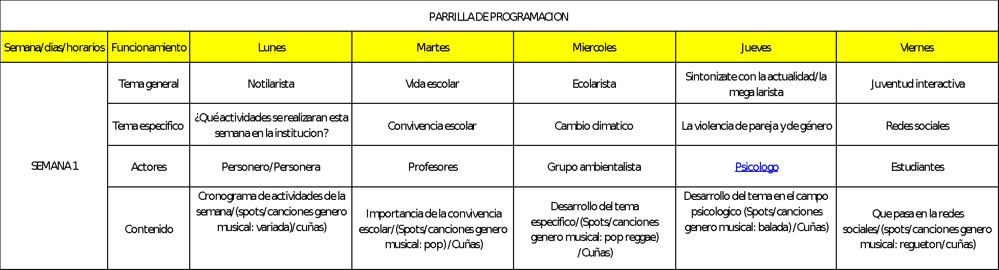 PARRILLA DE PROGRAMACION
Semana/dias/horarios Funcionamiento Lunes Martes Miercoles Jueves Viernes
SEMANA 1
Tema general
Notilarista
Vida escolar
Ecolarista
Sintonizate con la actualidad/la
mega larista
Juventud interactiva
Tema especifico
¿Qué actividades se realizaran esta
semana en la institucion?
Convivencia escolar
Cambio climatico
La violencia de pareja y de género
Redes sociales
Actores
Personero/Personera
Profesores
Grupo ambientalista
Psicologo
Estudiantes
Contenido
Cronograma de actividades de la
semana/(spots/canciones genero
musical: variada)/cuñas)
Importancia de la convivencia
escolar/(Spots/canciones genero
musical: pop) /Cuñas)
Desarrollo del tema
especifico/(Spots/canciones
genero musical: pop reggae)
/Cuñas)
Desarrollo del tema en el campo
psicologico (Spots/canciones
genero musical: balada) /Cuñas)
Que pasa en la redes
sociales/(spots/canciones genero
musical: regueton/cuñas)